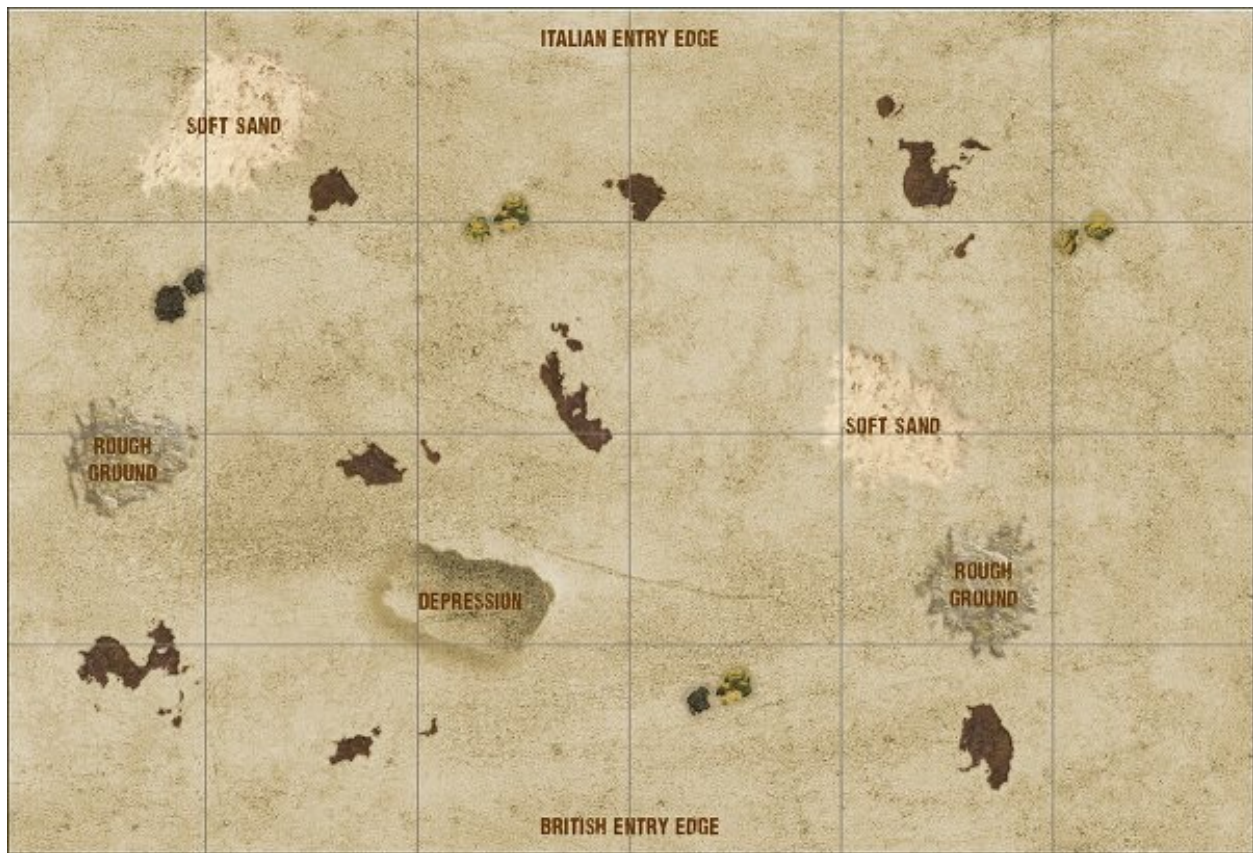 ITALIAN ENTRY EDGE
SOFT SAND
SOFT SAND
ROUGH
GROUND
DEPRESSION
ROUGH
GROUND
BRITISH ENTRY EDGE